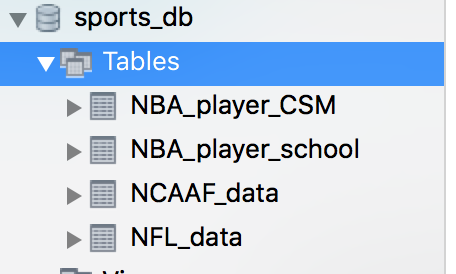 sports_db
Tables
NBA_player_CSM
NBA_player_school
NCAAF_data
NFL_data